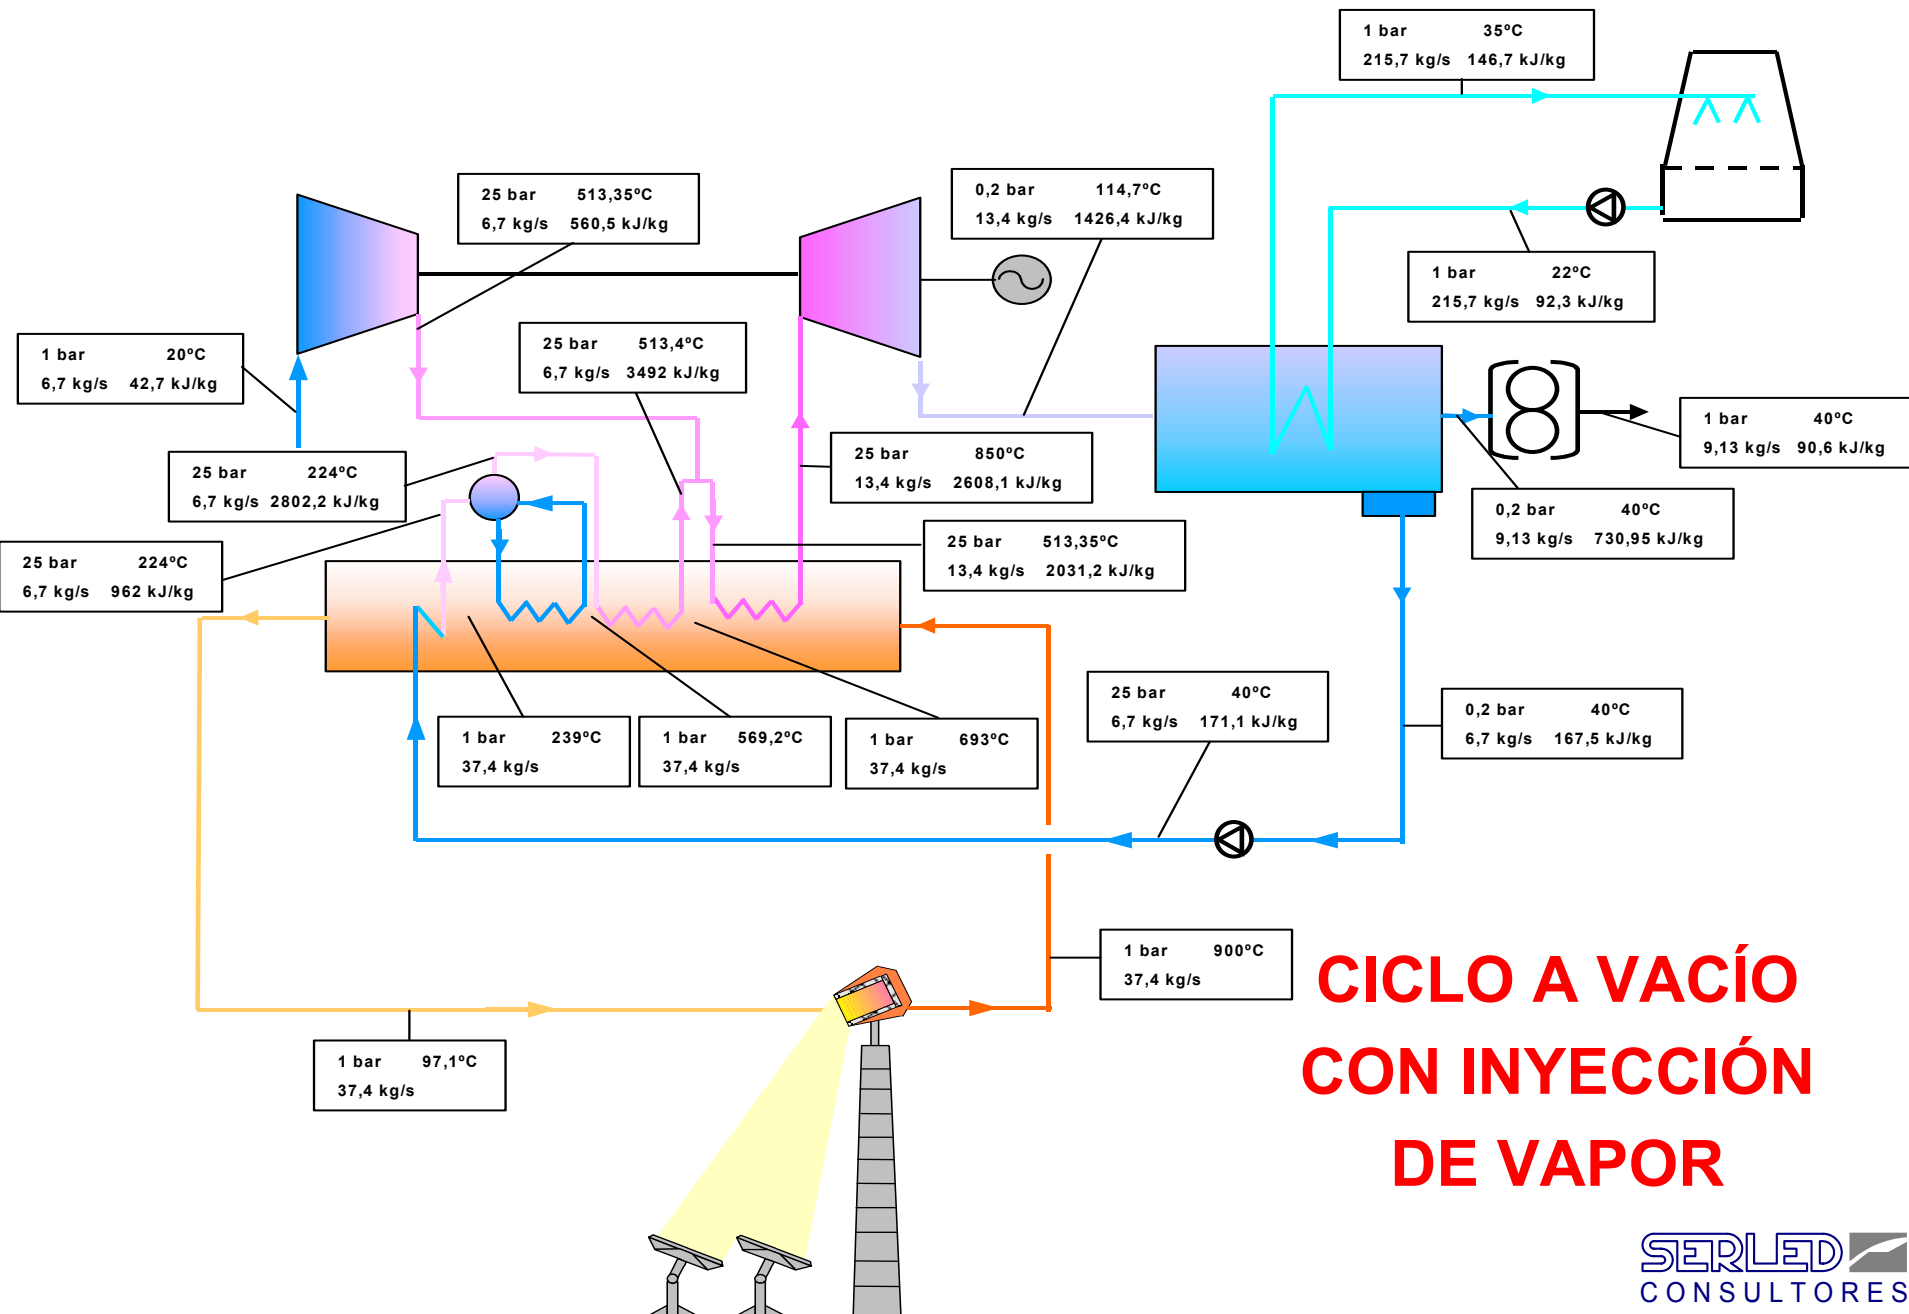 1 bar 35ºC
215,7 kg/s 146,7 kJ/kg
25 bar 513,35ºC
6,7 kg/s 560,5 kJ/kg
0,2 bar 114,7ºC
13,4 kg/s 1426,4 kJ/kg
1 bar 22ºC
215,7 kg/s 92,3 kJ/kg
1 bar 20ºC
6,7 kg/s 42,7 kJ/kg
25 bar 513,4ºC
6,7 kg/s 3492 kJ/kg
25 bar 224ºC
6,7 kg/s 2802,2 kJ/kg
25 bar 850ºC
13,4 kg/s 2608,1 kJ/kg
1 bar 40ºC
9,13 kg/s 90,6 kJ/kg
0,2 bar 40ºC
9,13 kg/s 730,95 kJ/kg
25 bar 224ºC
6,7 kg/s 962 kJ/kg
25 bar 513,35ºC
13,4 kg/s 2031,2 kJ/kg
1 bar 239ºC
37,4 kg/s
1 bar 569,2ºC
37,4 kg/s
1 bar 693ºC
37,4 kg/s
25 bar 40ºC
6,7 kg/s 171,1 kJ/kg
0,2 bar 40ºC
6,7 kg/s 167,5 kJ/kg
1 bar 900ºC
37,4 kg/s
1 bar 97,1ºC
37,4 kg/s
CICLO A VACÍO
CON INYECCIÓN
DE VAPOR
SERLED
CONSULTORES